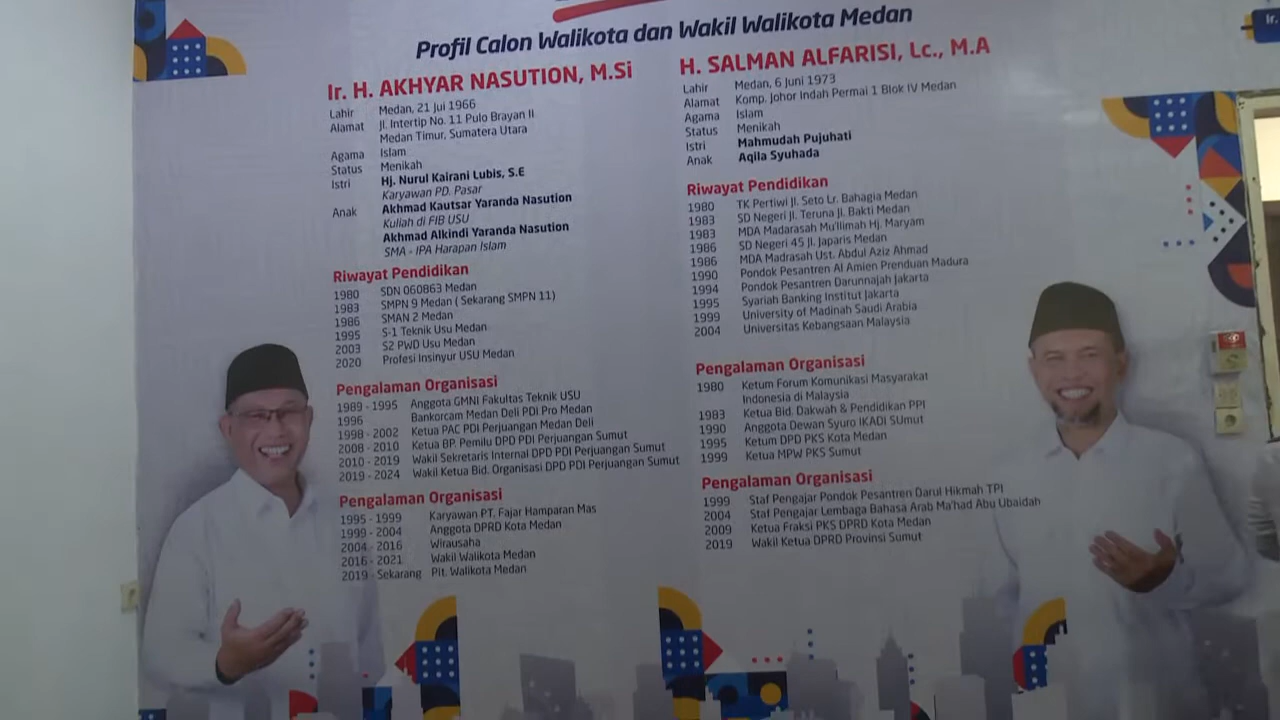 Profil Calon Walikota dan Wakil Walikota Medan
Ir. H. AKHYAR NASUTION, M.Si
Lahir Medan, 21 Jui 1966
Alamat Jl. Intertip No. 11 Pulo Brayan II
Medan Timur, Sumatera Utara
Agama Islam
Status Menikah
Istri Hj. Nurul Kairani Lubis, S.E
Karyawan PD. Pasar
Anak Akhmad Kautsar Yaranda Nasution
Kuliah di FIB USU
Akhmad Alkindi Yaranda Nasution
SMA - IPA Harapan Islam
Riwayat Pendidikan
1980 SDN 060863 Medan
1983 SMPN 9 Medan ( Sekarang SMPN 11)
1986 SMAN 2 Medan
1995 S-1 Teknik Usu Medan
2003 S2 PWD Usu Medan
2020 Profesi Insinyur USU Medan
Pengalaman Organisasi
1989 - 1995 Anggota GMNI Fakultas Teknik USU
1996 Bankorcam Medan Deli PDI Pro Medan
1998 - 2002 Ketua PAC PDI Perjuangan Medan Deli
2008 - 2010 Ketua BP. Pemilu DPD PDI Perjuangan Sumut
2010 - 2019 Wakil Sekretaris Internal DPD PDI Perjuangan Sumut
2019 - 2024 Wakil Ketua Bid. Organisasi DPD PDI Perjuangan Sumut
Pengalaman Organisasi
1995 - 1999 Karyawan PT. Fajar Hamparan Mas
1999 - 2004 Anggota DPRD Kota Medan
2004 - 2016 Wirausaha
2016 - 2021 Wakil Walikota Medan
2019 - Sekarang Plt. Walikota Medan
H. SALMAN ALFARISI, Lc., M.A
Lahir Medan, 6 Juni 1973
Alamat Komp. Johor Indah Permai 1 Blok IV Medan
Agama Islam
Status Menikah
Istri Mahmudah Pujuhati
Anak Aqila Syuhada
Riwayat Pendidikan
1980 TK Pertiwi Jl. Seto Lr. Bahagia Medan
1983 SD Negeri Jl. Teruna Jl. Bakti Medan
1983 MDA Madarasah Mu'llimah Hj. Maryam
1986 SD Negeri 45 Jl. Japaris Medan
1986 MDA Madrasah Ust. Abdul Aziz Ahmad
1990 Pondok Pesantren Al Amien Prenduan Madura
1994 Pondok Pesantren Darunnajah Jakarta
1995 Syariah Banking Institut Jakarta
1999 University of Madinah Saudi Arabia
2004 Universitas Kebangsaan Malaysia
Pengalaman Organisasi
1980 Ketum Forum Komunikasi Masyarakat
Indonesia di Malaysia
1983 Ketua Bid. Dakwah & Pendidikan PPI
1990 Anggota Dewan Syuro IKADI SUmut
1995 Ketum DPD PKS Kota Medan
1999 Ketua MPW PKS Sumut
Pengalaman Organisasi
1999 Staf Pengajar Pondok Pesantren Darul Hikmah TPI
2004 Staf Pengajar Lembaga Bahasa Arab Ma'had Abu Ubaidah
2009 Ketua Fraksi PKS DPRD Kota Medan
2019 Wakil Ketua DPRD Provinsi Sumut
Ir.